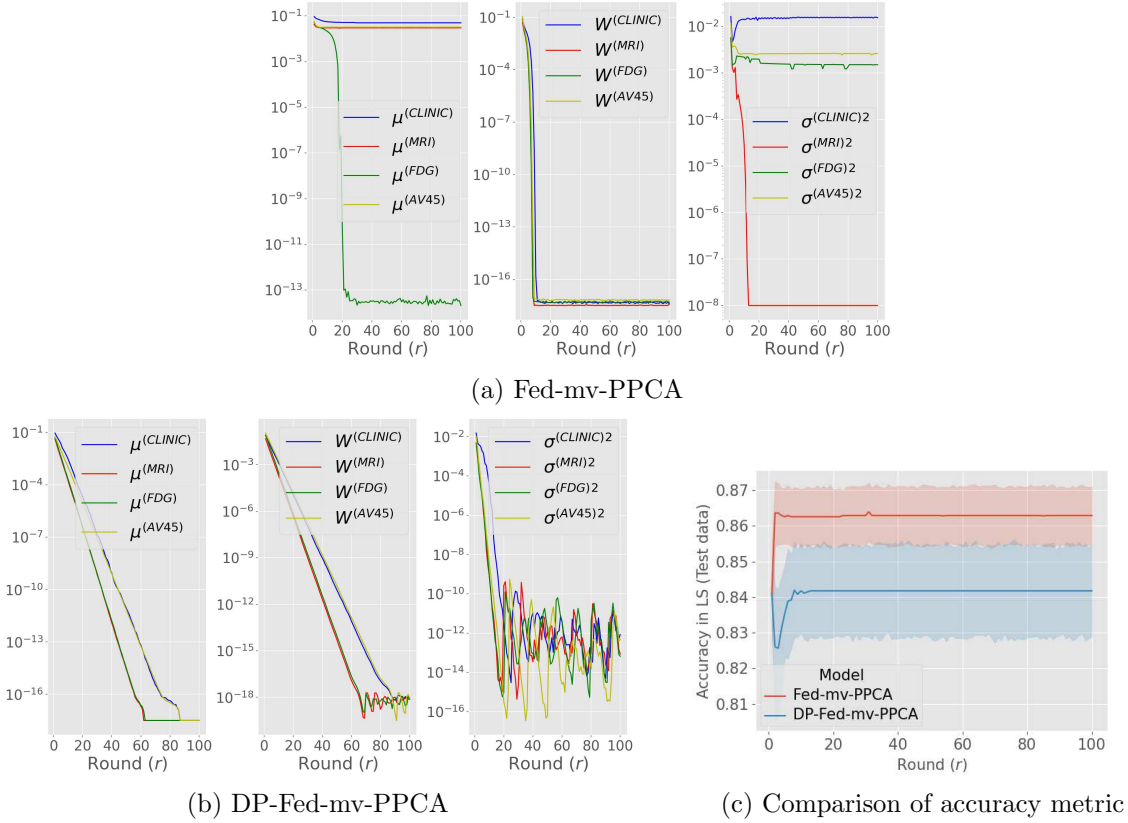 10⁻¹
10⁻³
10⁻⁵
10⁻⁷
10⁻⁹
10⁻¹¹
10⁻¹³
μ^(CLINIC)
μ^(MRI)
μ^(FDG)
μ^(AV45)
0 20 40 60 80 100
Round (r)
10⁻¹
10⁻⁴
10⁻⁷
10⁻¹⁰
10⁻¹³
10⁻¹⁶
W^(CLINIC)
W^(MRI)
W^(FDG)
W^(AV45)
0 20 40 60 80 100
Round (r)
10⁻²
10⁻³
10⁻⁴
10⁻⁵
10⁻⁶
10⁻⁷
10⁻⁸
σ^(CLINIC)2
σ^(MRI)2
σ^(FDG)2
σ^(AV45)2
0 20 40 60 80 100
Round (r)
(a) Fed-mv-PPCA
10⁻¹
10⁻⁴
10⁻⁷
10⁻¹⁰
10⁻¹³
10⁻¹⁶
μ^(CLINIC)
μ^(MRI)
μ^(FDG)
μ^(AV45)
0 20 40 60 80 100
Round (r)
10⁻³
10⁻⁶
10⁻⁹
10⁻¹²
10⁻¹⁵
10⁻¹⁸
W^(CLINIC)
W^(MRI)
W^(FDG)
W^(AV45)
0 20 40 60 80 100
Round (r)
10⁻²
10⁻⁴
10⁻⁶
10⁻⁸
10⁻¹⁰
10⁻¹²
10⁻¹⁴
10⁻¹⁶
σ^(CLINIC)2
σ^(MRI)2
σ^(FDG)2
σ^(AV45)2
0 20 40 60 80 100
Round (r)
(b) DP-Fed-mv-PPCA
Accuracy in LS (Test data)
0.87
0.86
0.85
0.84
0.83
0.82
0.81
Model
Fed-mv-PPCA
DP-Fed-mv-PPCA
0 20 40 60 80 100
Round (r)
(c) Comparison of accuracy metric